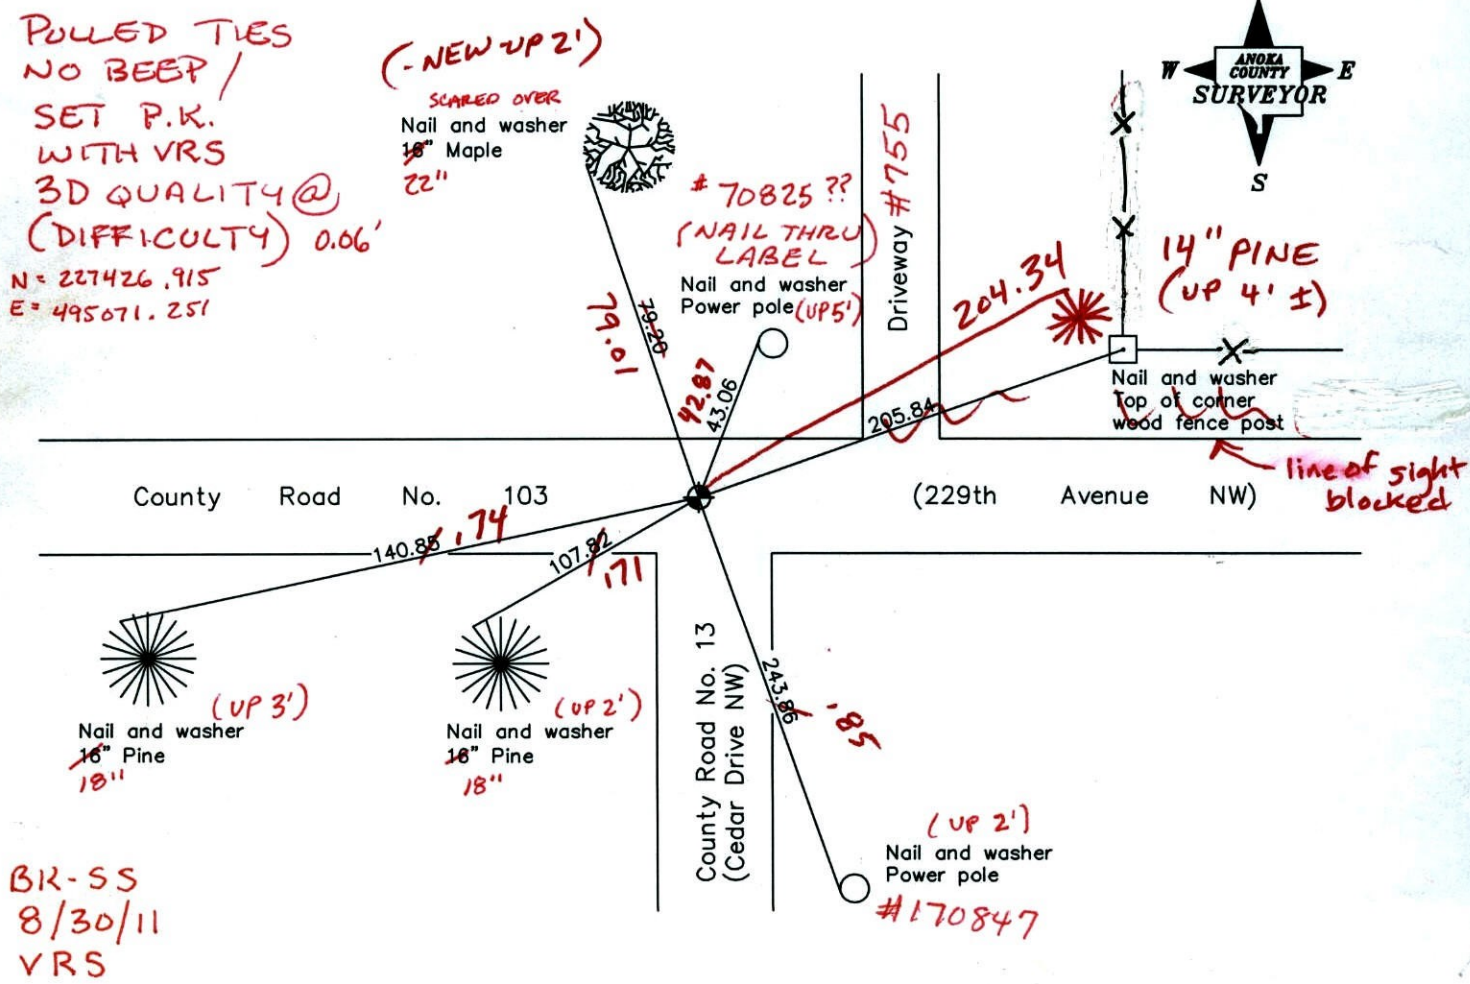 PULLED TIES
NO BEEP/
SET P.K.
WITH VRS
3D QUALITY @
(DIFFICULTY) 0.06'
N= 227426.915
E= 495071.251
(-NEW UP 2')
SCARED OVER
Nail and washer
16" Maple
22"
# 70825 ??
(NAIL THRU
LABEL)
Nail and washer
Power pole (UP 5')
Driveway #755
W ANOKA COUNTY E
SURVEYOR
S
14" PINE
(UP 4' ±)
204.34
79.20
79.01
42.87
43.06
205.84
Nail and washer
Top of corner
wood fence post
line of sight
blocked
County Road No. 103
(229th Avenue NW)
140.85 .74
107.82
.71
(UP 3')
Nail and washer
16" Pine
18"
(UP 2')
Nail and washer
16" Pine
18"
County Road No. 13
(Cedar Drive NW)
243.86
.85
(UP 2')
Nail and washer
Power pole
#170847
BK-SS
8/30/11
VRS